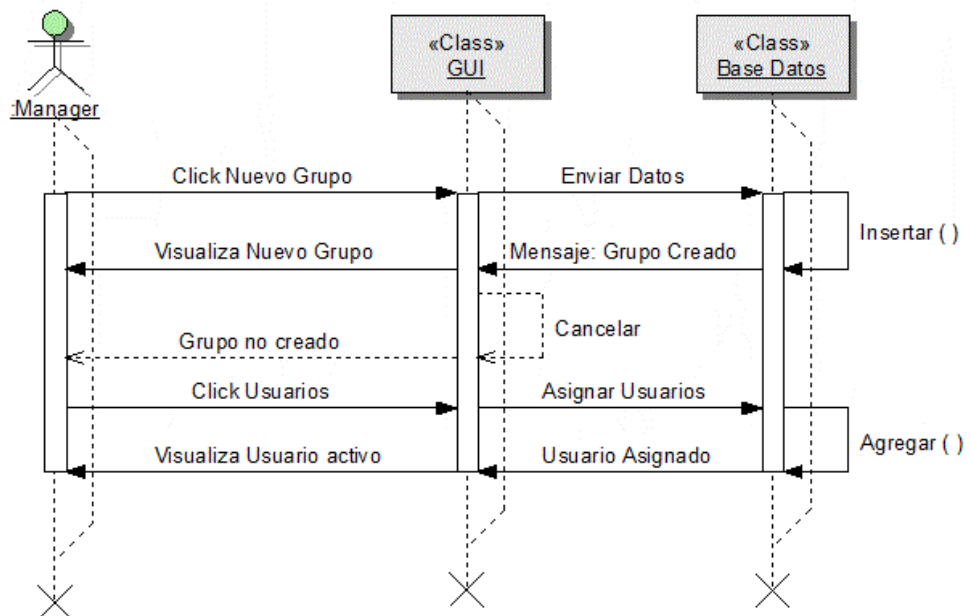 «Class»
GUI
«Class»
Base Datos
:Manager
Click Nuevo Grupo
Enviar Datos
Insertar ( )
Visualiza Nuevo Grupo
Mensaje: Grupo Creado
Cancelar
Grupo no creado
Click Usuarios
Asignar Usuarios
Agregar ( )
Visualiza Usuario activo
Usuario Asignado